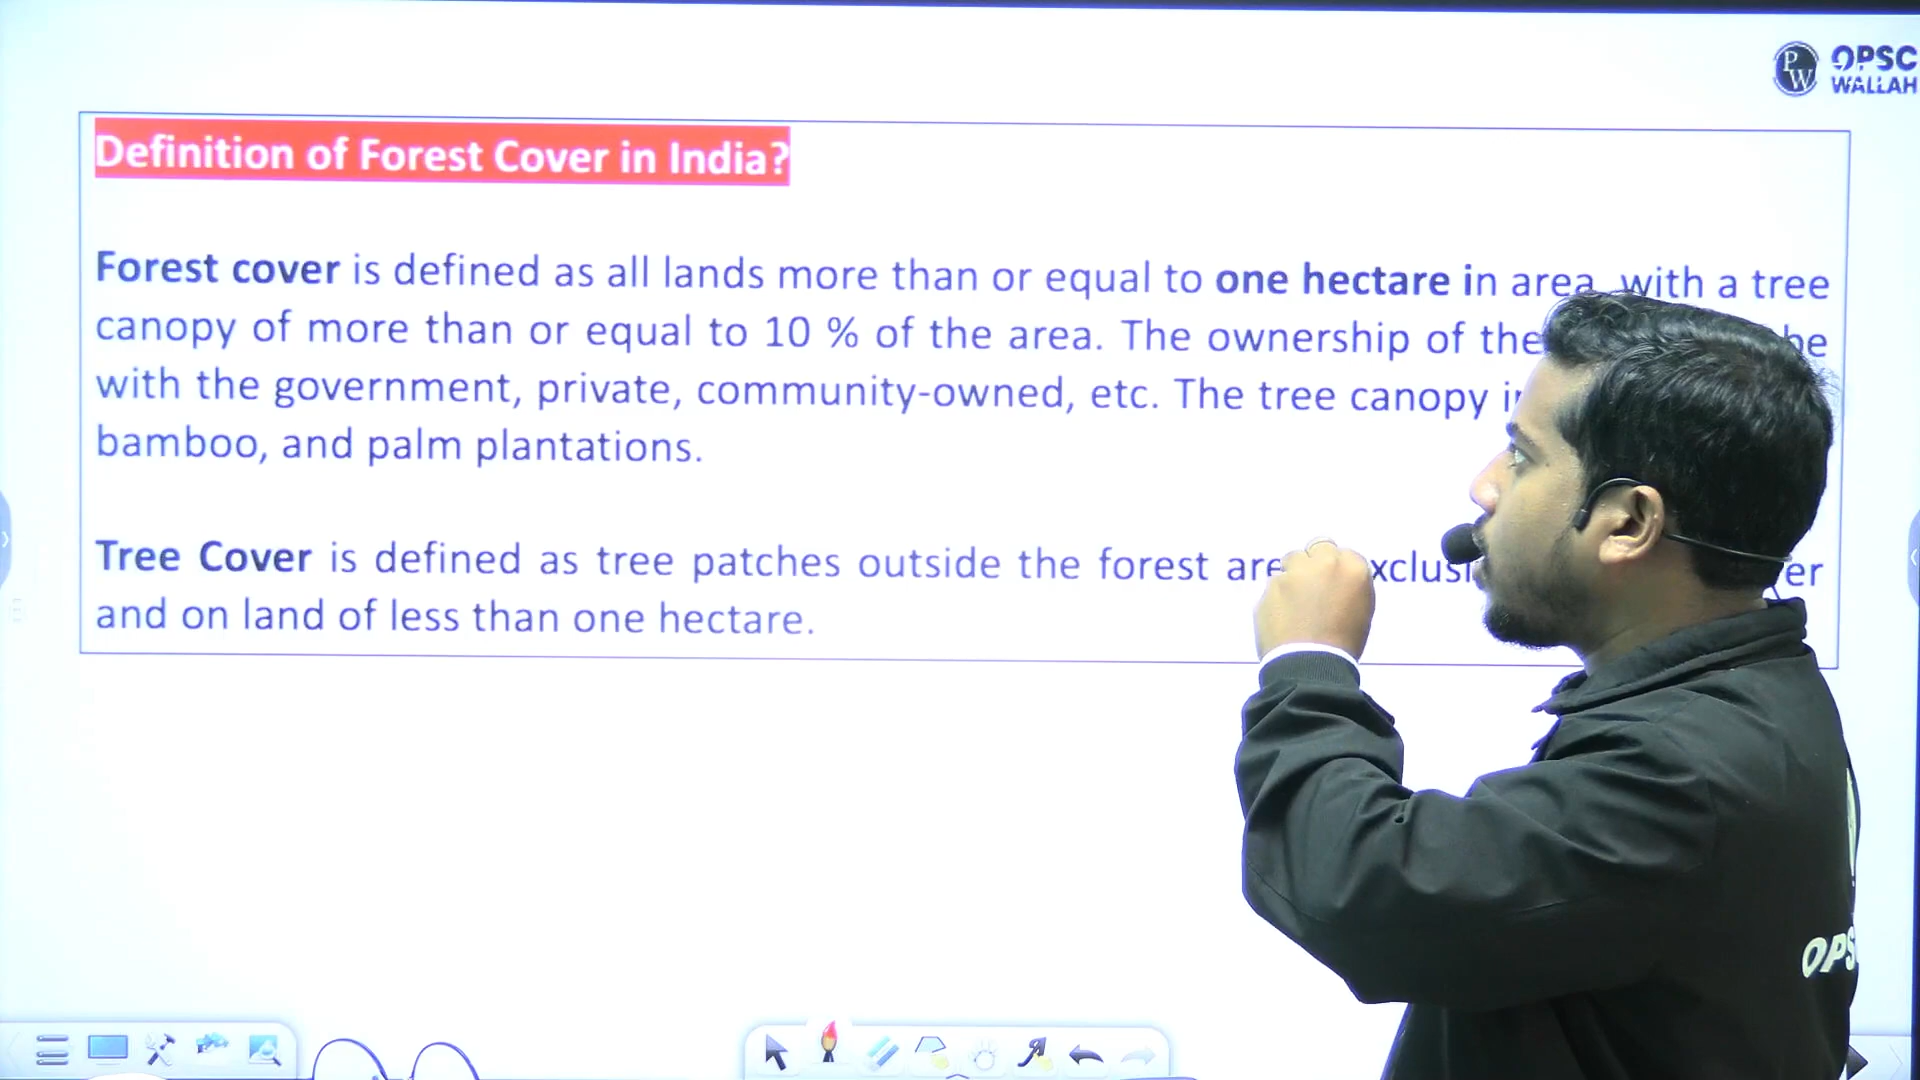 PW OPSC
WALLAH
Definition of Forest Cover in India?
Forest cover is defined as all lands more than or equal to one hectare in area, with a tree
canopy of more than or equal to 10 % of the area. The ownership of the
with the government, private, community-owned, etc. The tree canopy
bamboo, and palm plantations.
Tree Cover is defined as tree patches outside the forest
and on land of less than one hectare.